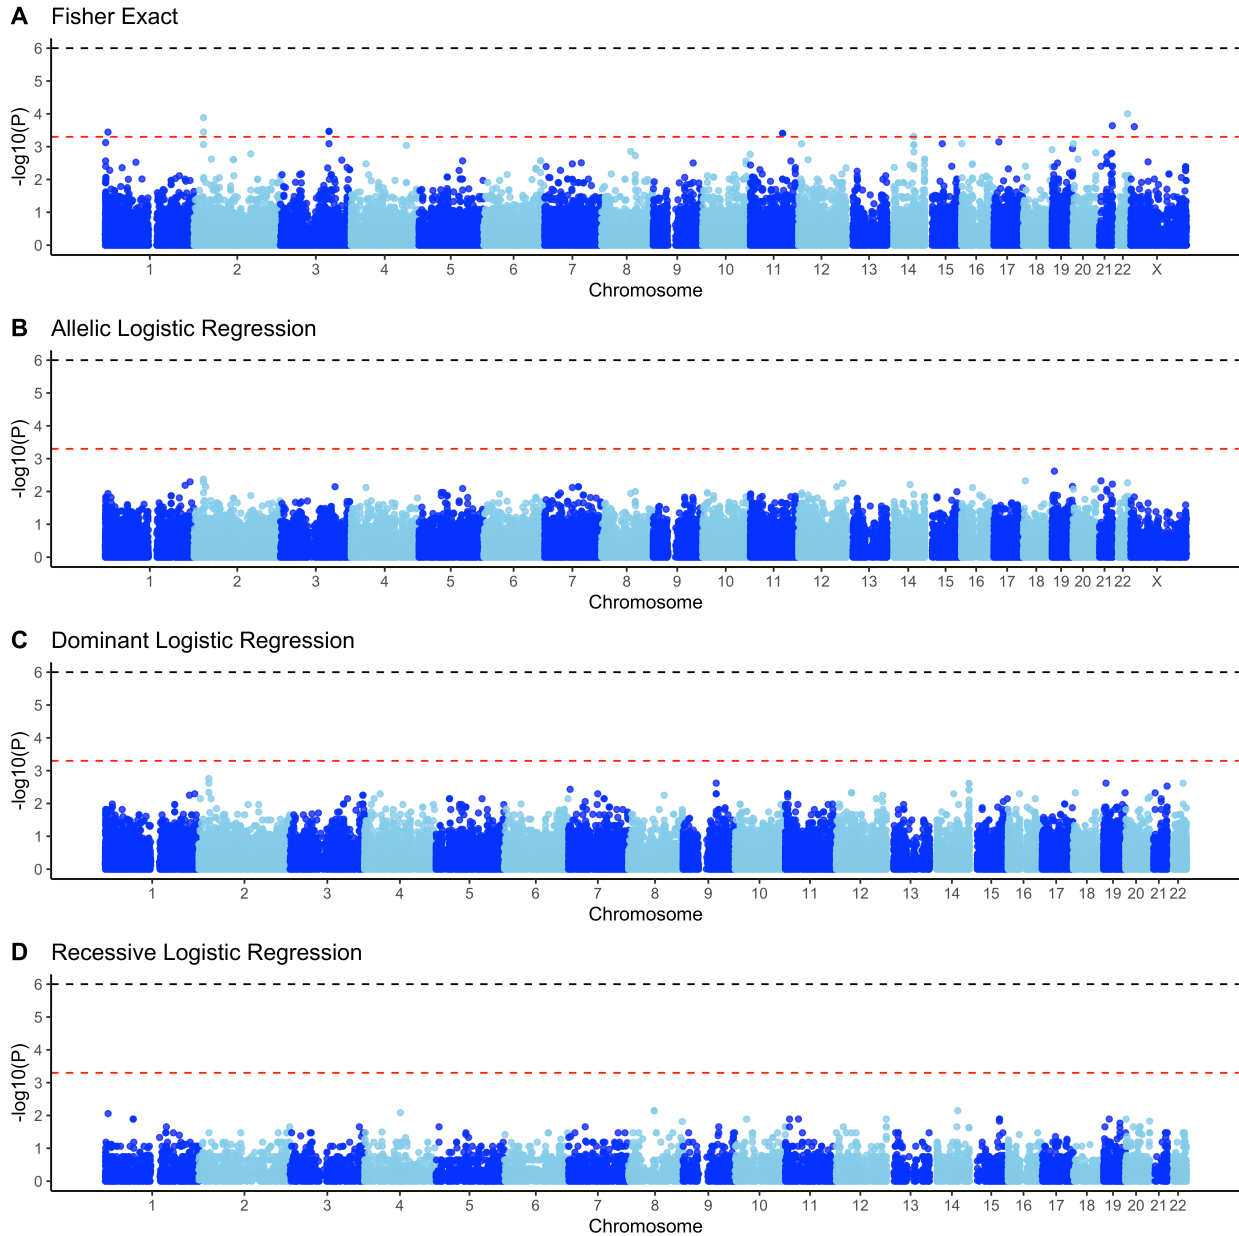 A Fisher Exact
6
5
4
3
2
1
0
-log10(P)
1 2 3 4 5 6 7 8 9 10 11 12 13 14 15 16 17 18 19 20 21 22 X
Chromosome
B Allelic Logistic Regression
6
5
4
3
2
1
0
-log10(P)
1 2 3 4 5 6 7 8 9 10 11 12 13 14 15 16 17 18 19 20 21 22 X
Chromosome
C Dominant Logistic Regression
6
5
4
3
2
1
0
-log10(P)
1 2 3 4 5 6 7 8 9 10 11 12 13 14 15 16 17 18 19 20 21 22
Chromosome
D Recessive Logistic Regression
6
5
4
3
2
1
0
-log10(P)
1 2 3 4 5 6 7 8 9 10 11 12 13 14 15 16 17 18 19 20 21 22
Chromosome